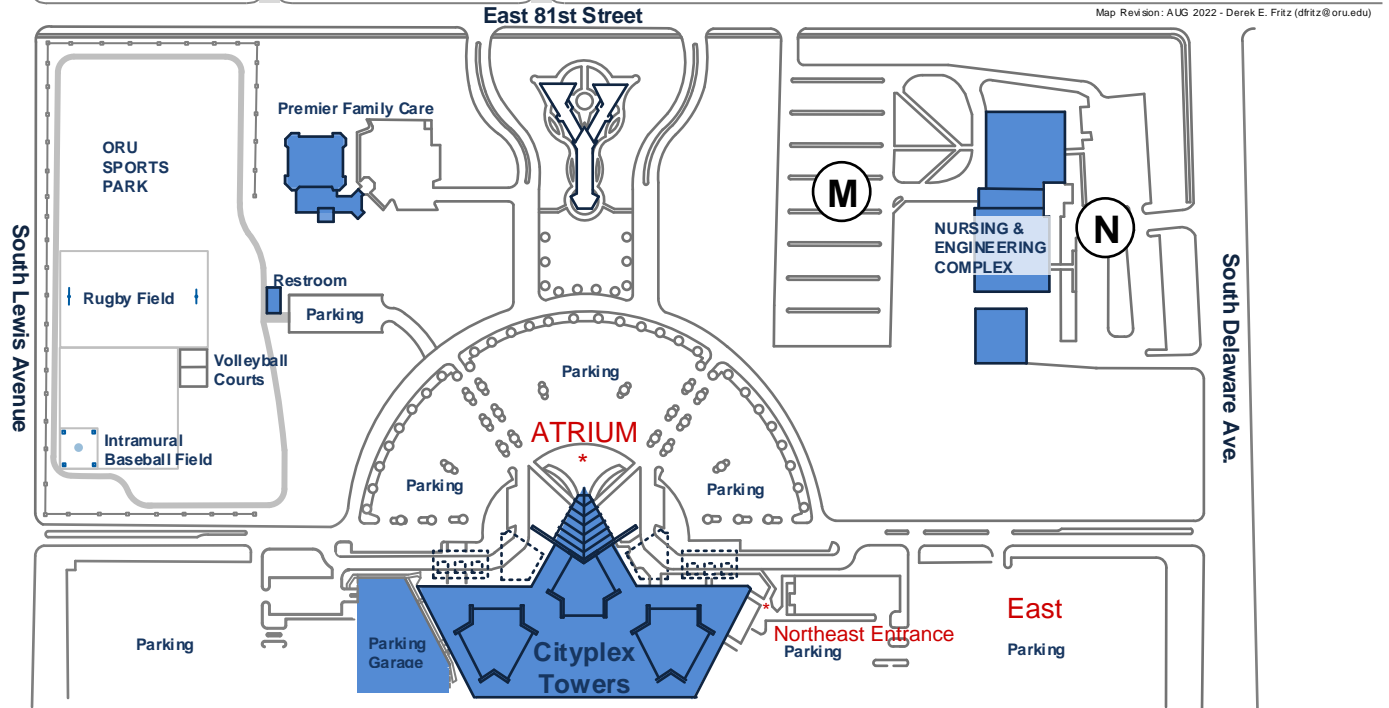 East 81st Street
Map Revision: AUG 2022 - Derek E. Fritz (dfritz@oru.edu)
Premier Family Care
ORU
SPORTS
PARK
M
N
NURSING &
ENGINEERING
COMPLEX
South Lewis Avenue
South Delaware Ave.
Restroom
Rugby Field
Parking
Volleyball
Courts
Parking
ATRIUM
*
Intramural
Baseball Field
Parking
Parking
East
*
Northeast Entrance
Parking
Parking
Garage
Cityplex
Towers
Parking
Parking